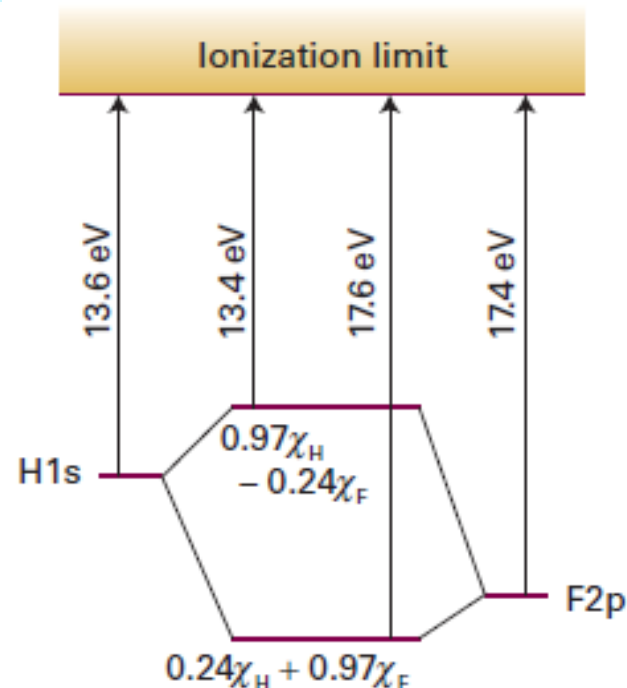 Ionization limit
13.6 eV
13.4 eV
17.6 eV
17.4 eV
0.97χH
− 0.24χF
H1s
F2p
0.24χH + 0.97χF